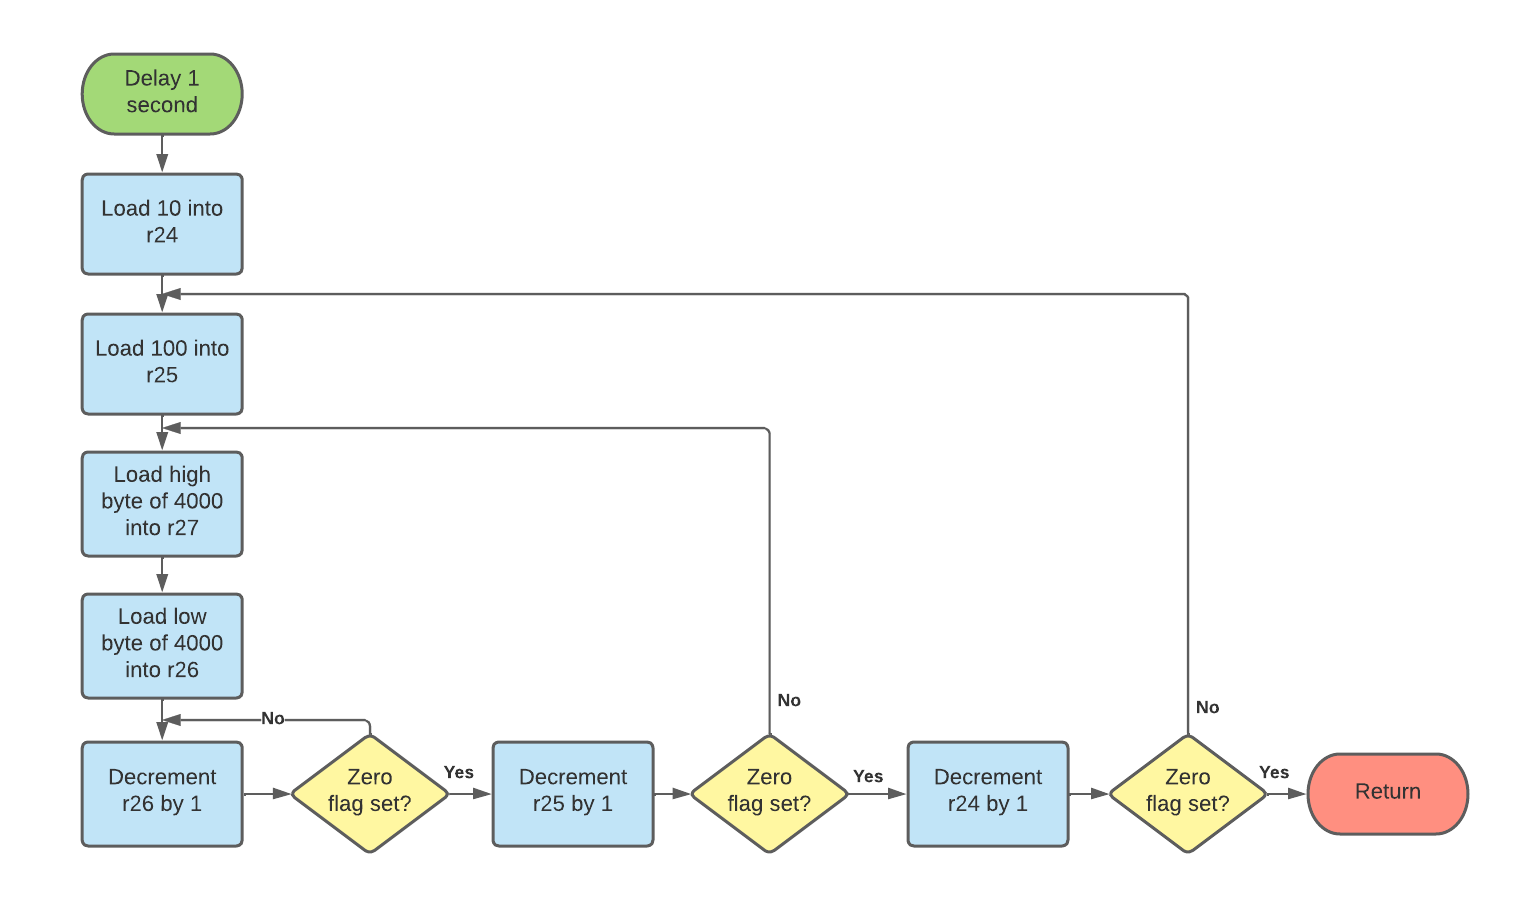 Delay 1
second
Load 10 into
r24
Load 100 into
r25
Load high
byte of 4000
into r27
Load low
byte of 4000
into r26
No
Decrement
r26 by 1
Zero
flag set?
Yes
Decrement
r25 by 1
Zero
flag set?
No
Yes
Decrement
r24 by 1
Zero
flag set?
No
Yes
Return